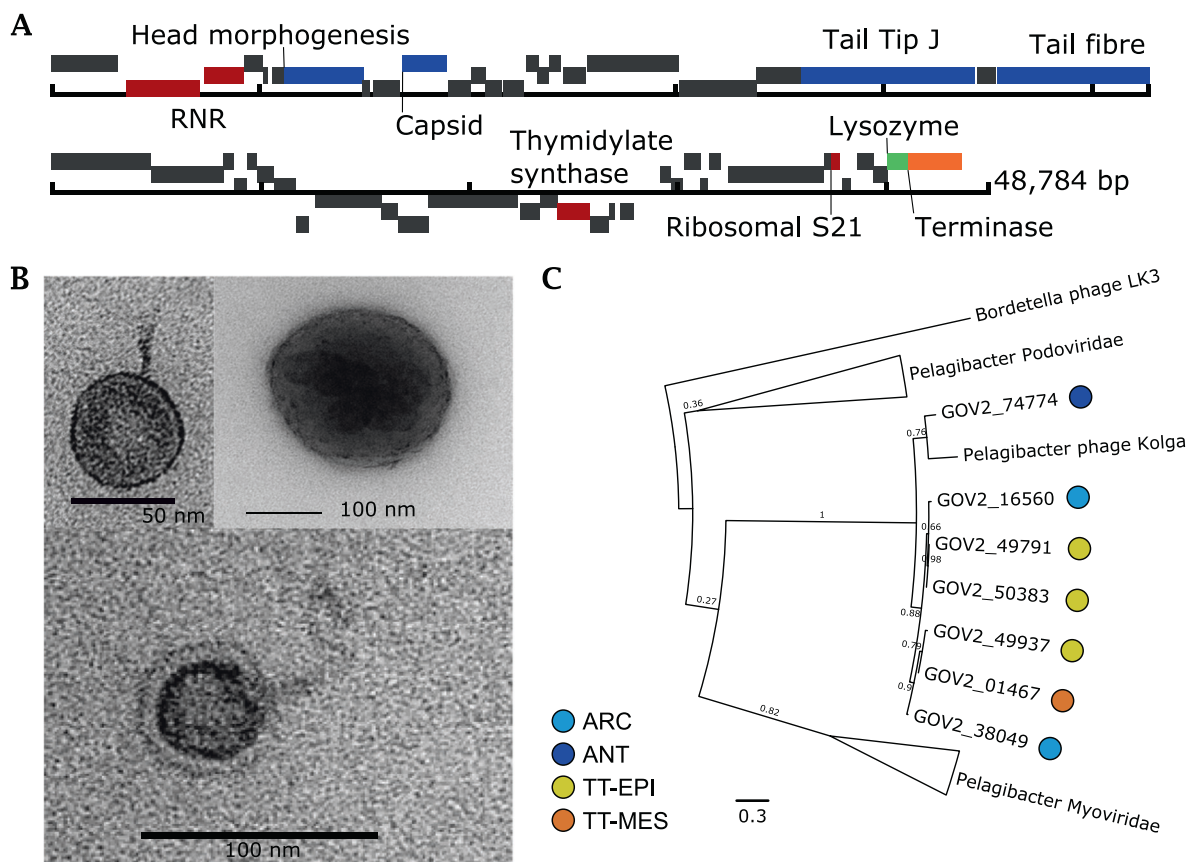 A
Head morphogenesis
Tail Tip J
Tail fibre
RNR
Capsid
Thymidylate
synthase
Lysozyme
48,784 bp
Ribosomal S21
Terminase
B
50 nm
100 nm
100 nm
C
Bordetella phage LK3
Pelagibacter Podoviridae
0.36
GOV2_74774
0.76
Pelagibacter phage Kolga
GOV2_16560
1
0.66
GOV2_49791
0.98
GOV2_50383
0.88
0.27
GOV2_49937
0.79
GOV2_01467
0.9
GOV2_38049
0.82
Pelagibacter Myoviridae
ARC
ANT
TT-EPI
TT-MES
0.3